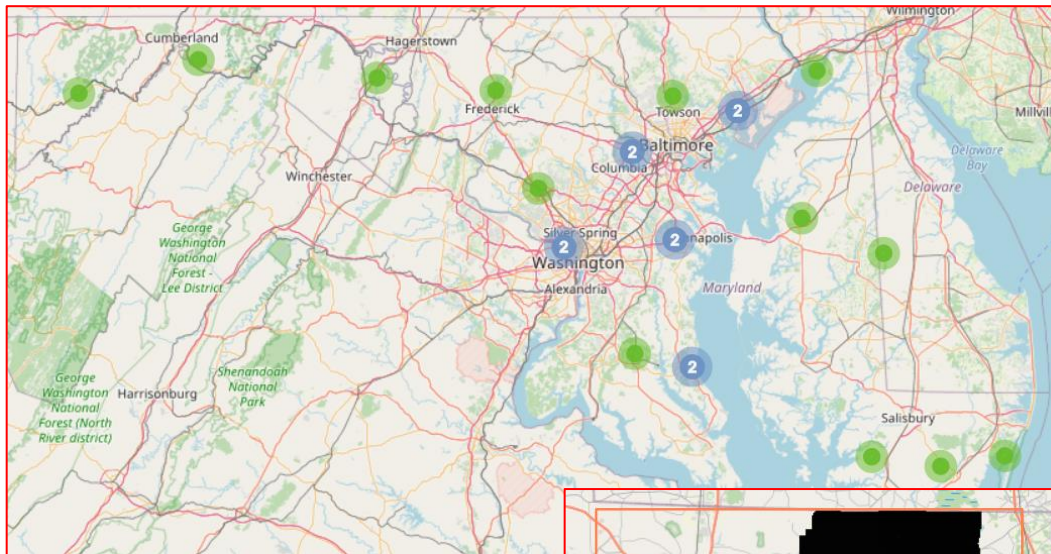 Wilmington
Cumberland
Hagerstown
Frederick
Towson
2
Millvill
2
Baltimore
Columbia
Delaware
Bay
Winchester
Delaware
George
Washington
National
Forest -
Lee District
Silver Spring
2
2
napolis
Washington
Alexandria
Maryland
Shenandoah
National
Park
2
George
Washington
National
Forest (North
River district)
Harrisonburg
Salisbury